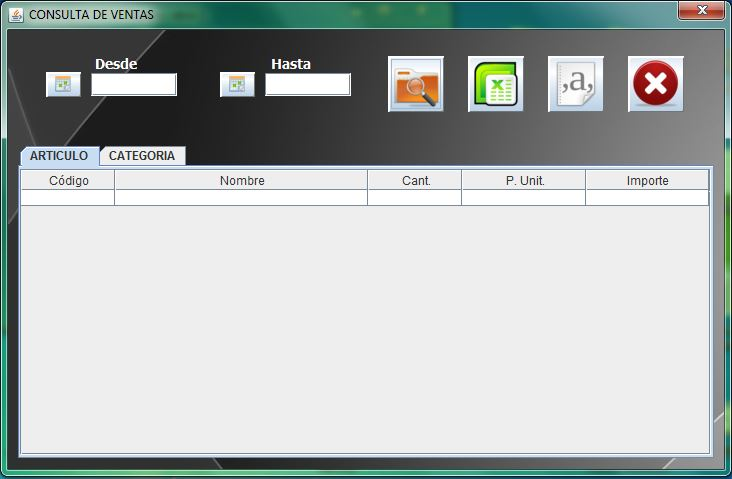 CONSULTA DE VENTAS
Desde
Hasta
,a,
ARTICULO CATEGORIA
Código Nombre Cant. P. Unit. Importe